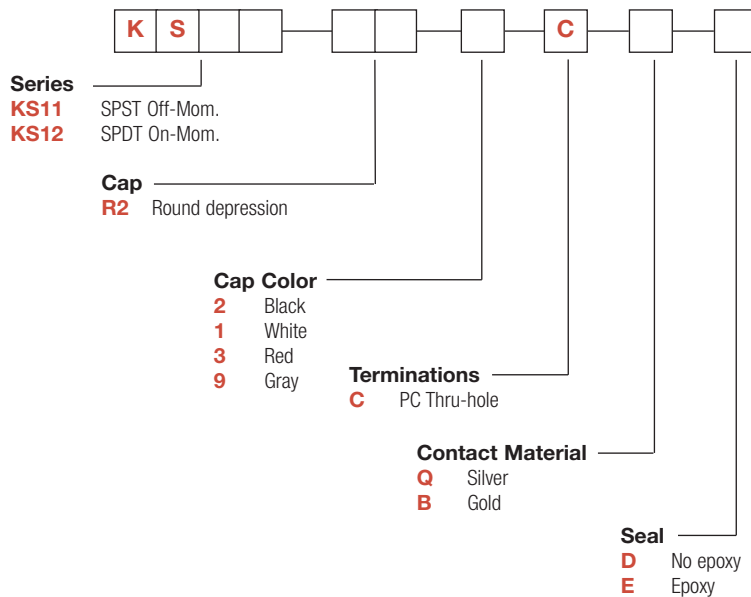 K S C
Series
KS11 SPST Off-Mom.
KS12 SPDT On-Mom.
Cap
R2 Round depression
Cap Color
2 Black
1 White
3 Red
9 Gray
Terminations
C PC Thru-hole
Contact Material
Q Silver
B Gold
Seal
D No epoxy
E Epoxy